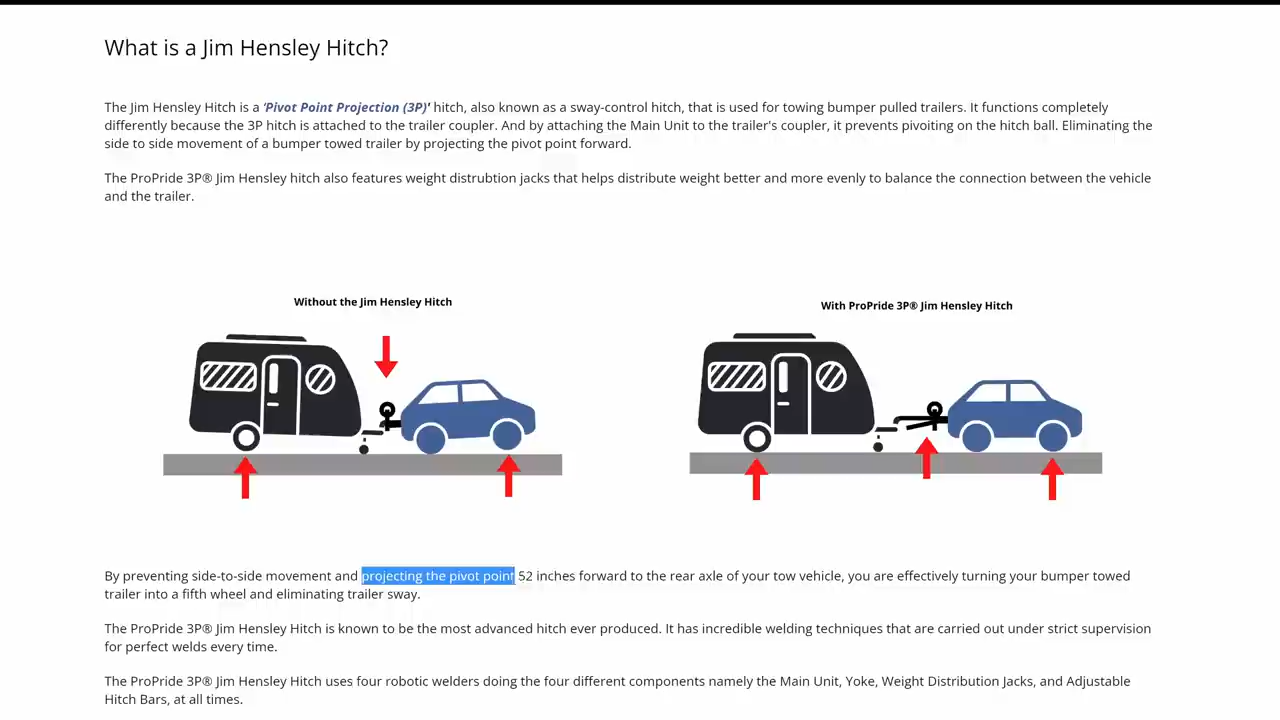 What is a Jim Hensley Hitch?
The Jim Hensley Hitch is a 'Pivot Point Projection (3P)' hitch, also known as a sway-control hitch, that is used for towing bumper pulled trailers. It functions completely
differently because the 3P hitch is attached to the trailer coupler. And by attaching the Main Unit to the trailer's coupler, it prevents pivoiting on the hitch ball. Eliminating the
side to side movement of a bumper towed trailer by projecting the pivot point forward.
The ProPride 3P® Jim Hensley hitch also features weight distrubtion jacks that helps distribute weight better and more evenly to balance the connection between the vehicle
and the trailer.
Without the Jim Hensley Hitch
With ProPride 3P® Jim Hensley Hitch
By preventing side-to-side movement and projecting the pivot point 52 inches forward to the rear axle of your tow vehicle, you are effectively turning your bumper towed
trailer into a fifth wheel and eliminating trailer sway.
The ProPride 3P® Jim Hensley Hitch is known to be the most advanced hitch ever produced. It has incredible welding techniques that are carried out under strict supervision
for perfect welds every time.
The ProPride 3P® Jim Hensley Hitch uses four robotic welders doing the four different components namely the Main Unit, Yoke, Weight Distribution Jacks, and Adjustable
Hitch Bars, at all times.